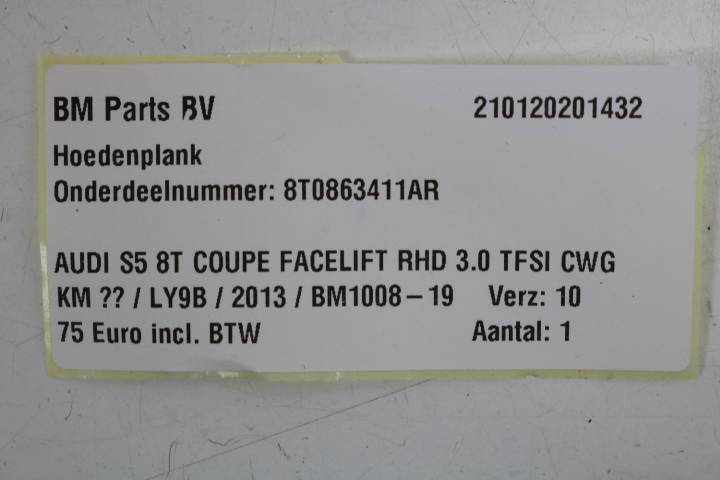 BM Parts BV 210120201432
Hoedenplank
Onderdeelnummer: 8T0863411AR
AUDI S5 8T COUPE FACELIFT RHD 3.0 TFSI CWG
KM ?? / LY9B / 2013 / BM1008-19 Verz: 10
75 Euro incl. BTW Aantal: 1